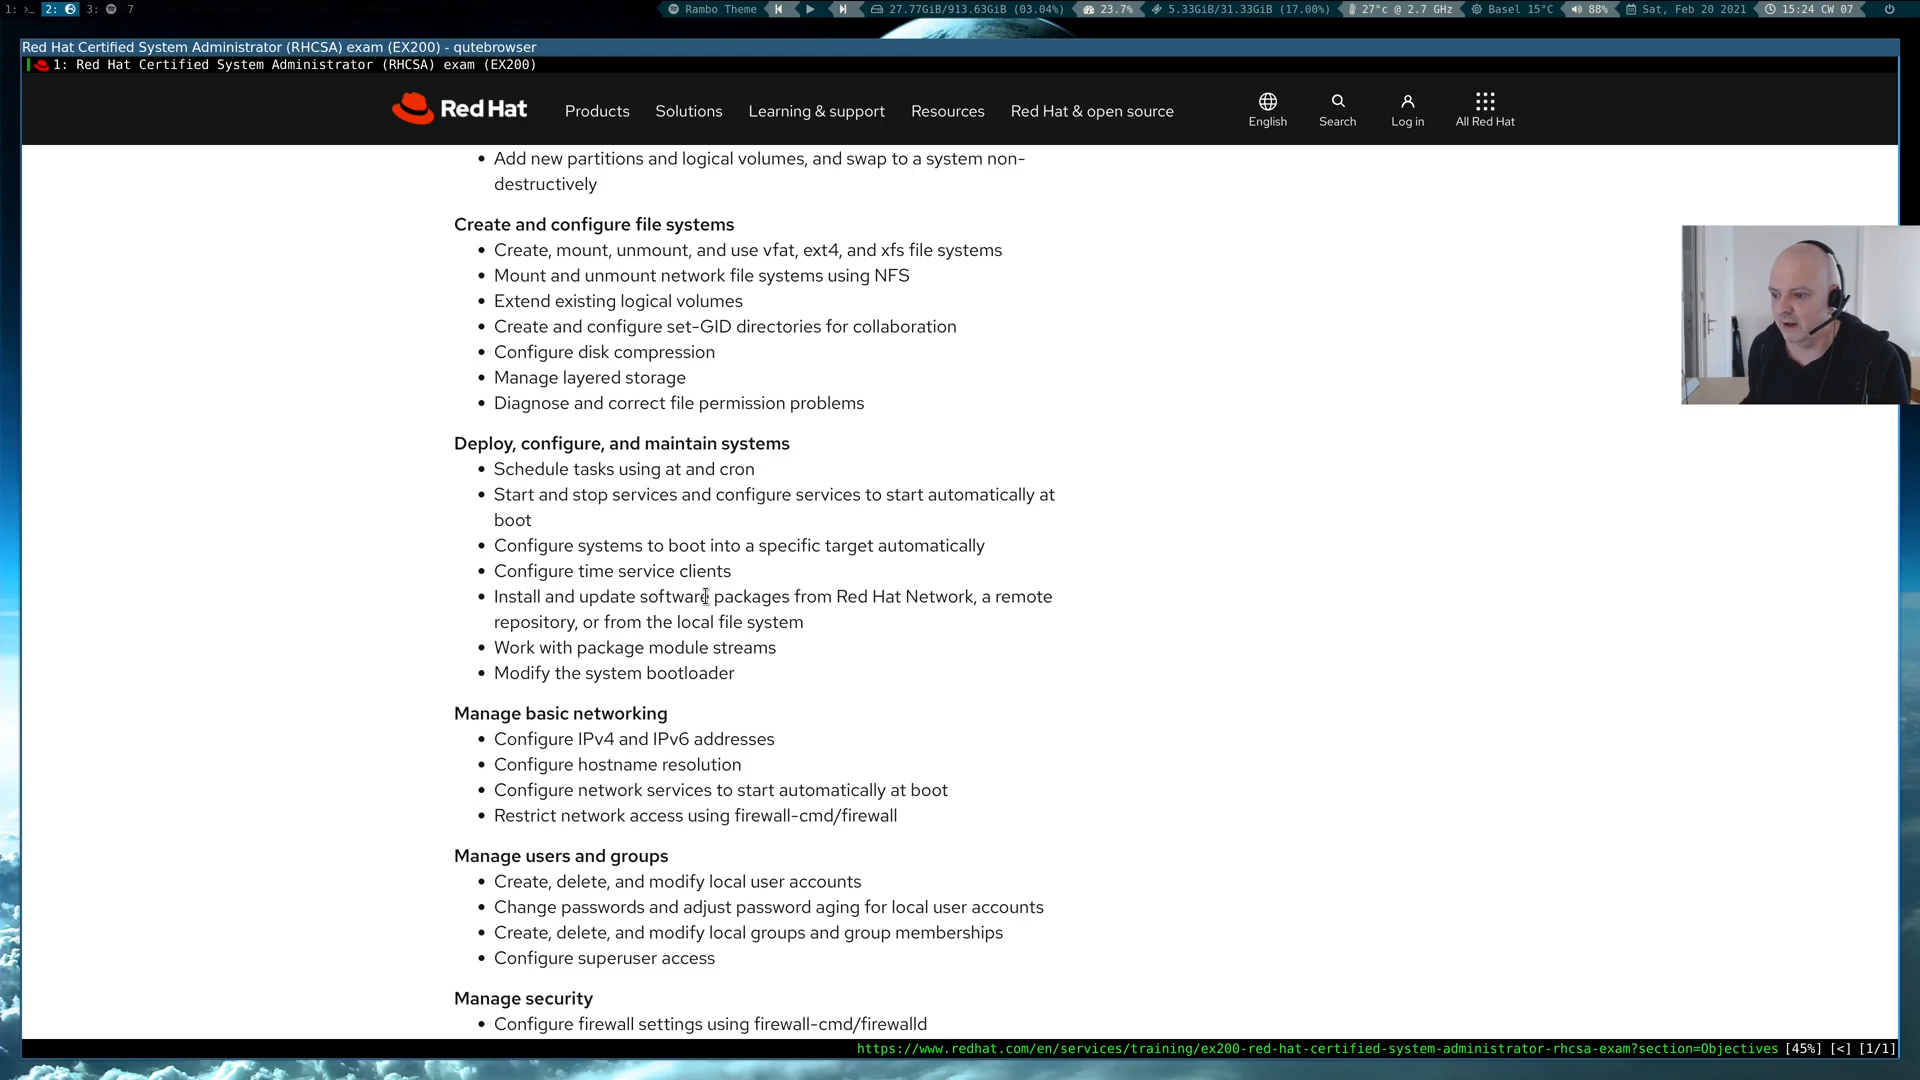 1: >_ 2: 3: 7
Rambo Theme 27.77GiB/913.63GiB (03.04%) 23.7% 5.33GiB/31.33GiB (17.00%) 27°c @ 2.7 GHz Basel 15°C 88% Sat, Feb 20 2021 15:24 CW 07
Red Hat Certified System Administrator (RHCSA) exam (EX200) - qutebrowser
1: Red Hat Certified System Administrator (RHCSA) exam (EX200)
Red Hat Products Solutions Learning & support Resources Red Hat & open source English Search Log in All Red Hat
• Add new partitions and logical volumes, and swap to a system non-
destructively
Create and configure file systems
• Create, mount, unmount, and use vfat, ext4, and xfs file systems
• Mount and unmount network file systems using NFS
• Extend existing logical volumes
• Create and configure set-GID directories for collaboration
• Configure disk compression
• Manage layered storage
• Diagnose and correct file permission problems
Deploy, configure, and maintain systems
• Schedule tasks using at and cron
• Start and stop services and configure services to start automatically at
boot
• Configure systems to boot into a specific target automatically
• Configure time service clients
• Install and update software packages from Red Hat Network, a remote
repository, or from the local file system
• Work with package module streams
• Modify the system bootloader
Manage basic networking
• Configure IPv4 and IPv6 addresses
• Configure hostname resolution
• Configure network services to start automatically at boot
• Restrict network access using firewall-cmd/firewall
Manage users and groups
• Create, delete, and modify local user accounts
• Change passwords and adjust password aging for local user accounts
• Create, delete, and modify local groups and group memberships
• Configure superuser access
Manage security
• Configure firewall settings using firewall-cmd/firewalld
https://www.redhat.com/en/services/training/ex200-red-hat-certified-system-administrator-rhcsa-exam?section=Objectives [45%] [<] [1/1]